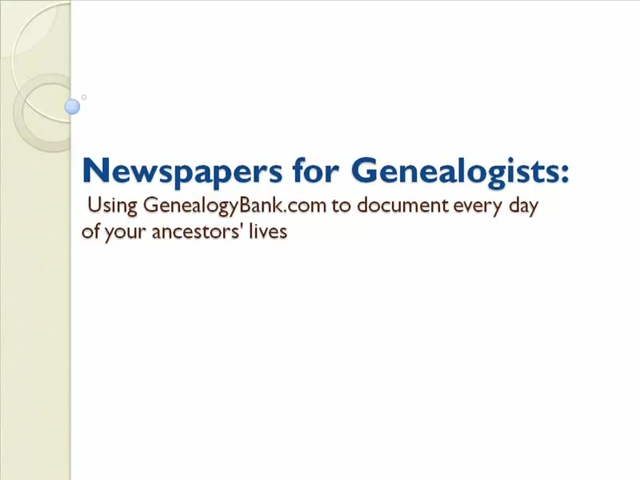 Newspapers for Genealogists:
Using GenealogyBank.com to document every day
of your ancestors' lives